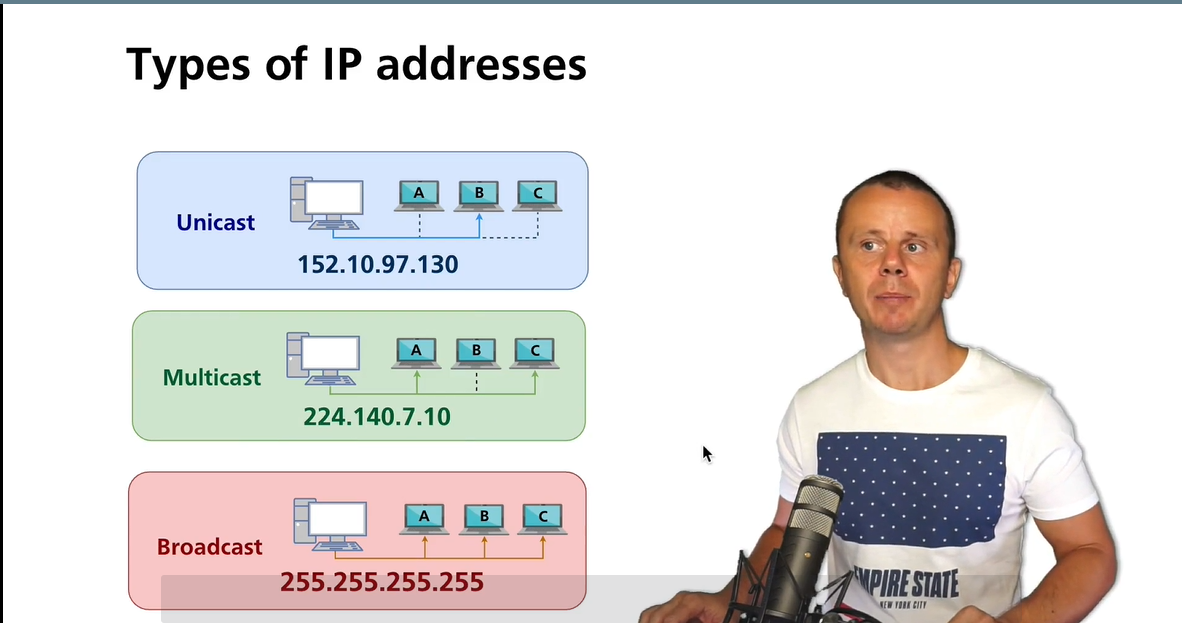 Types of IP addresses
Unicast
A B C
152.10.97.130
Multicast
A B C
224.140.7.10
Broadcast
A B C
255.255.255.255
EMPIRE STATE
NEW YORK CITY